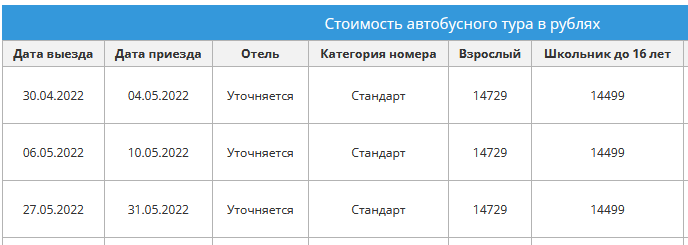 Стоимость автобусного тура в рублях
Дата выезда Дата приезда Отель Категория номера Взрослый Школьник до 16 лет
30.04.2022 04.05.2022 Уточняется Стандарт 14729 14499
06.05.2022 10.05.2022 Уточняется Стандарт 14729 14499
27.05.2022 31.05.2022 Уточняется Стандарт 14729 14499